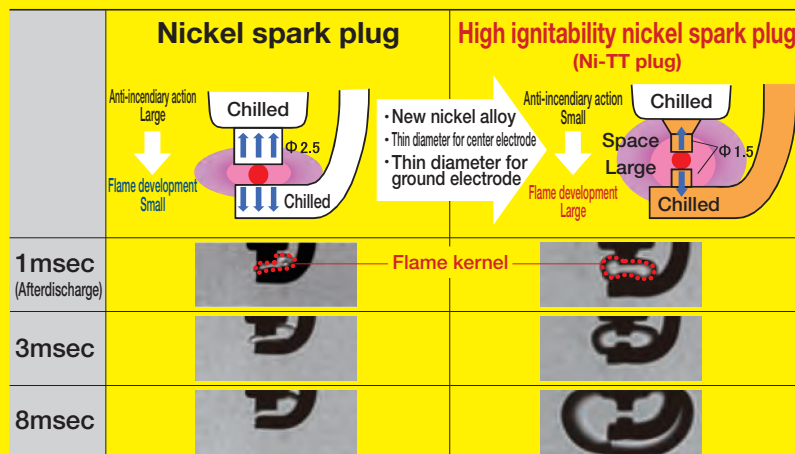 Nickel spark plug
High ignitability nickel spark plug
(Ni-TT plug)
Anti-incendiary action
Large
Flame development
Small
Chilled
Φ 2.5
Chilled
・New nickel alloy
・Thin diameter for center electrode
・Thin diameter for
ground electrode
Anti-incendiary action
Small
Flame development
Large
Chilled
Space
Large
Φ 1.5
Chilled
1msec
(Afterdischarge)
Flame kernel
3msec
8msec